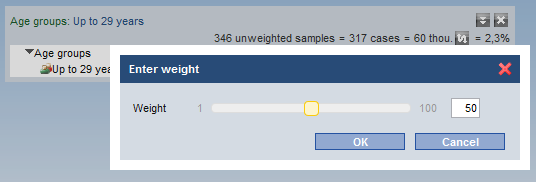 Age groups: Up to 29 years
346 unweighted samples = 317 cases = 60 thou. = 2,3%
Age groups
Up to 29 yea
Enter weight
Weight 1 100 50
OK Cancel